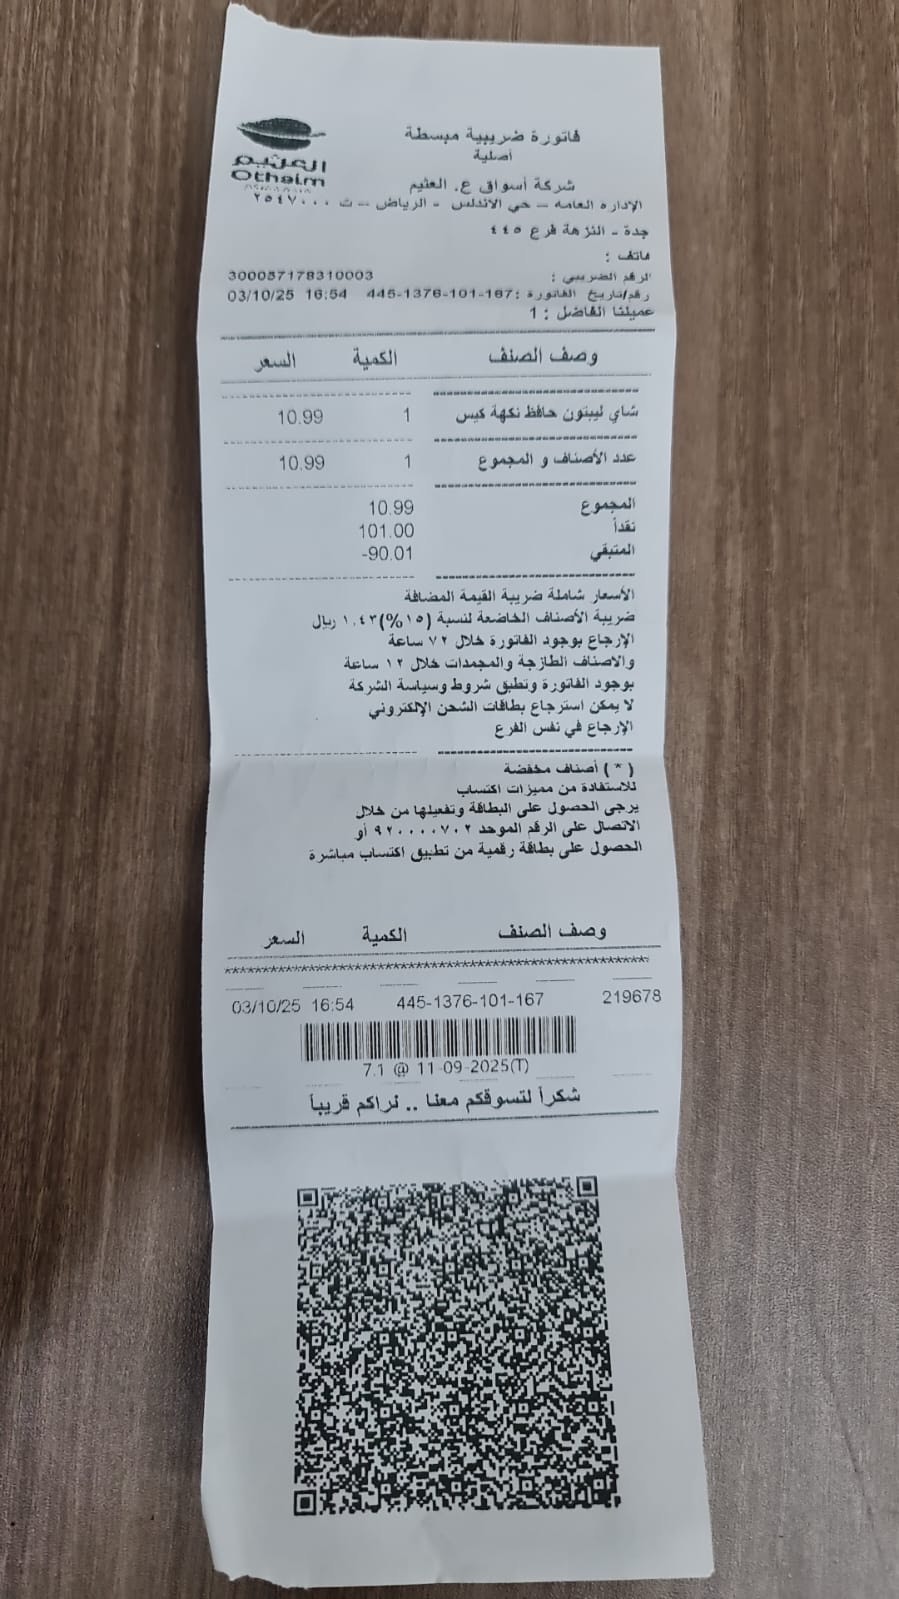 العثيم
Othaim
فاتورة ضريبية مبسطة
أصلية
شركة أسواق ع. العثيم
الإدارة العامه - حي الاندلس - الرياض - ت ٢٥٤٧٠٠٠
جدة - النزهة فرع ٤٤٥
هاتف :
الرقم الضريبي : 300057178310003
رقم/تاريخ الفاتورة : 445-1376-101-167 03/10/25 16:54
عميلنا الفاضل : 1
وصف الصنف الكمية السعر
شاي ليبتون حافظ نكهة كيس 1 10.99
عدد الأصناف و المجموع 1 10.99
المجموع 10.99
نقداً 101.00
المتبقي -90.01
الأسعار شاملة ضريبة القيمة المضافة
ضريبة الأصناف الخاضعة لنسبة (١٥%) ١.٤٣ ريال
الإرجاع بوجود الفاتورة خلال ٧٢ ساعة
والاصناف الطازجة والمجمدات خلال ١٢ ساعة
بوجود الفاتورة وتطبق شروط وسياسة الشركة
لا يمكن استرجاع بطاقات الشحن الإلكتروني
الإرجاع في نفس الفرع
( * ) أصناف مخفضة
للاستفادة من مميزات اكتساب
يرجى الحصول على البطاقة وتفعيلها من خلال
الاتصال على الرقم الموحد ٩٢٠٠٠٠٧٠٢ أو
الحصول على بطاقة رقمية من تطبيق اكتساب مباشرة
وصف الصنف الكمية السعر
219678 445-1376-101-167 03/10/25 16:54
7.1 @ 11-09-2025(T)
شكراً لتسوقكم معنا .. نراكم قريباً